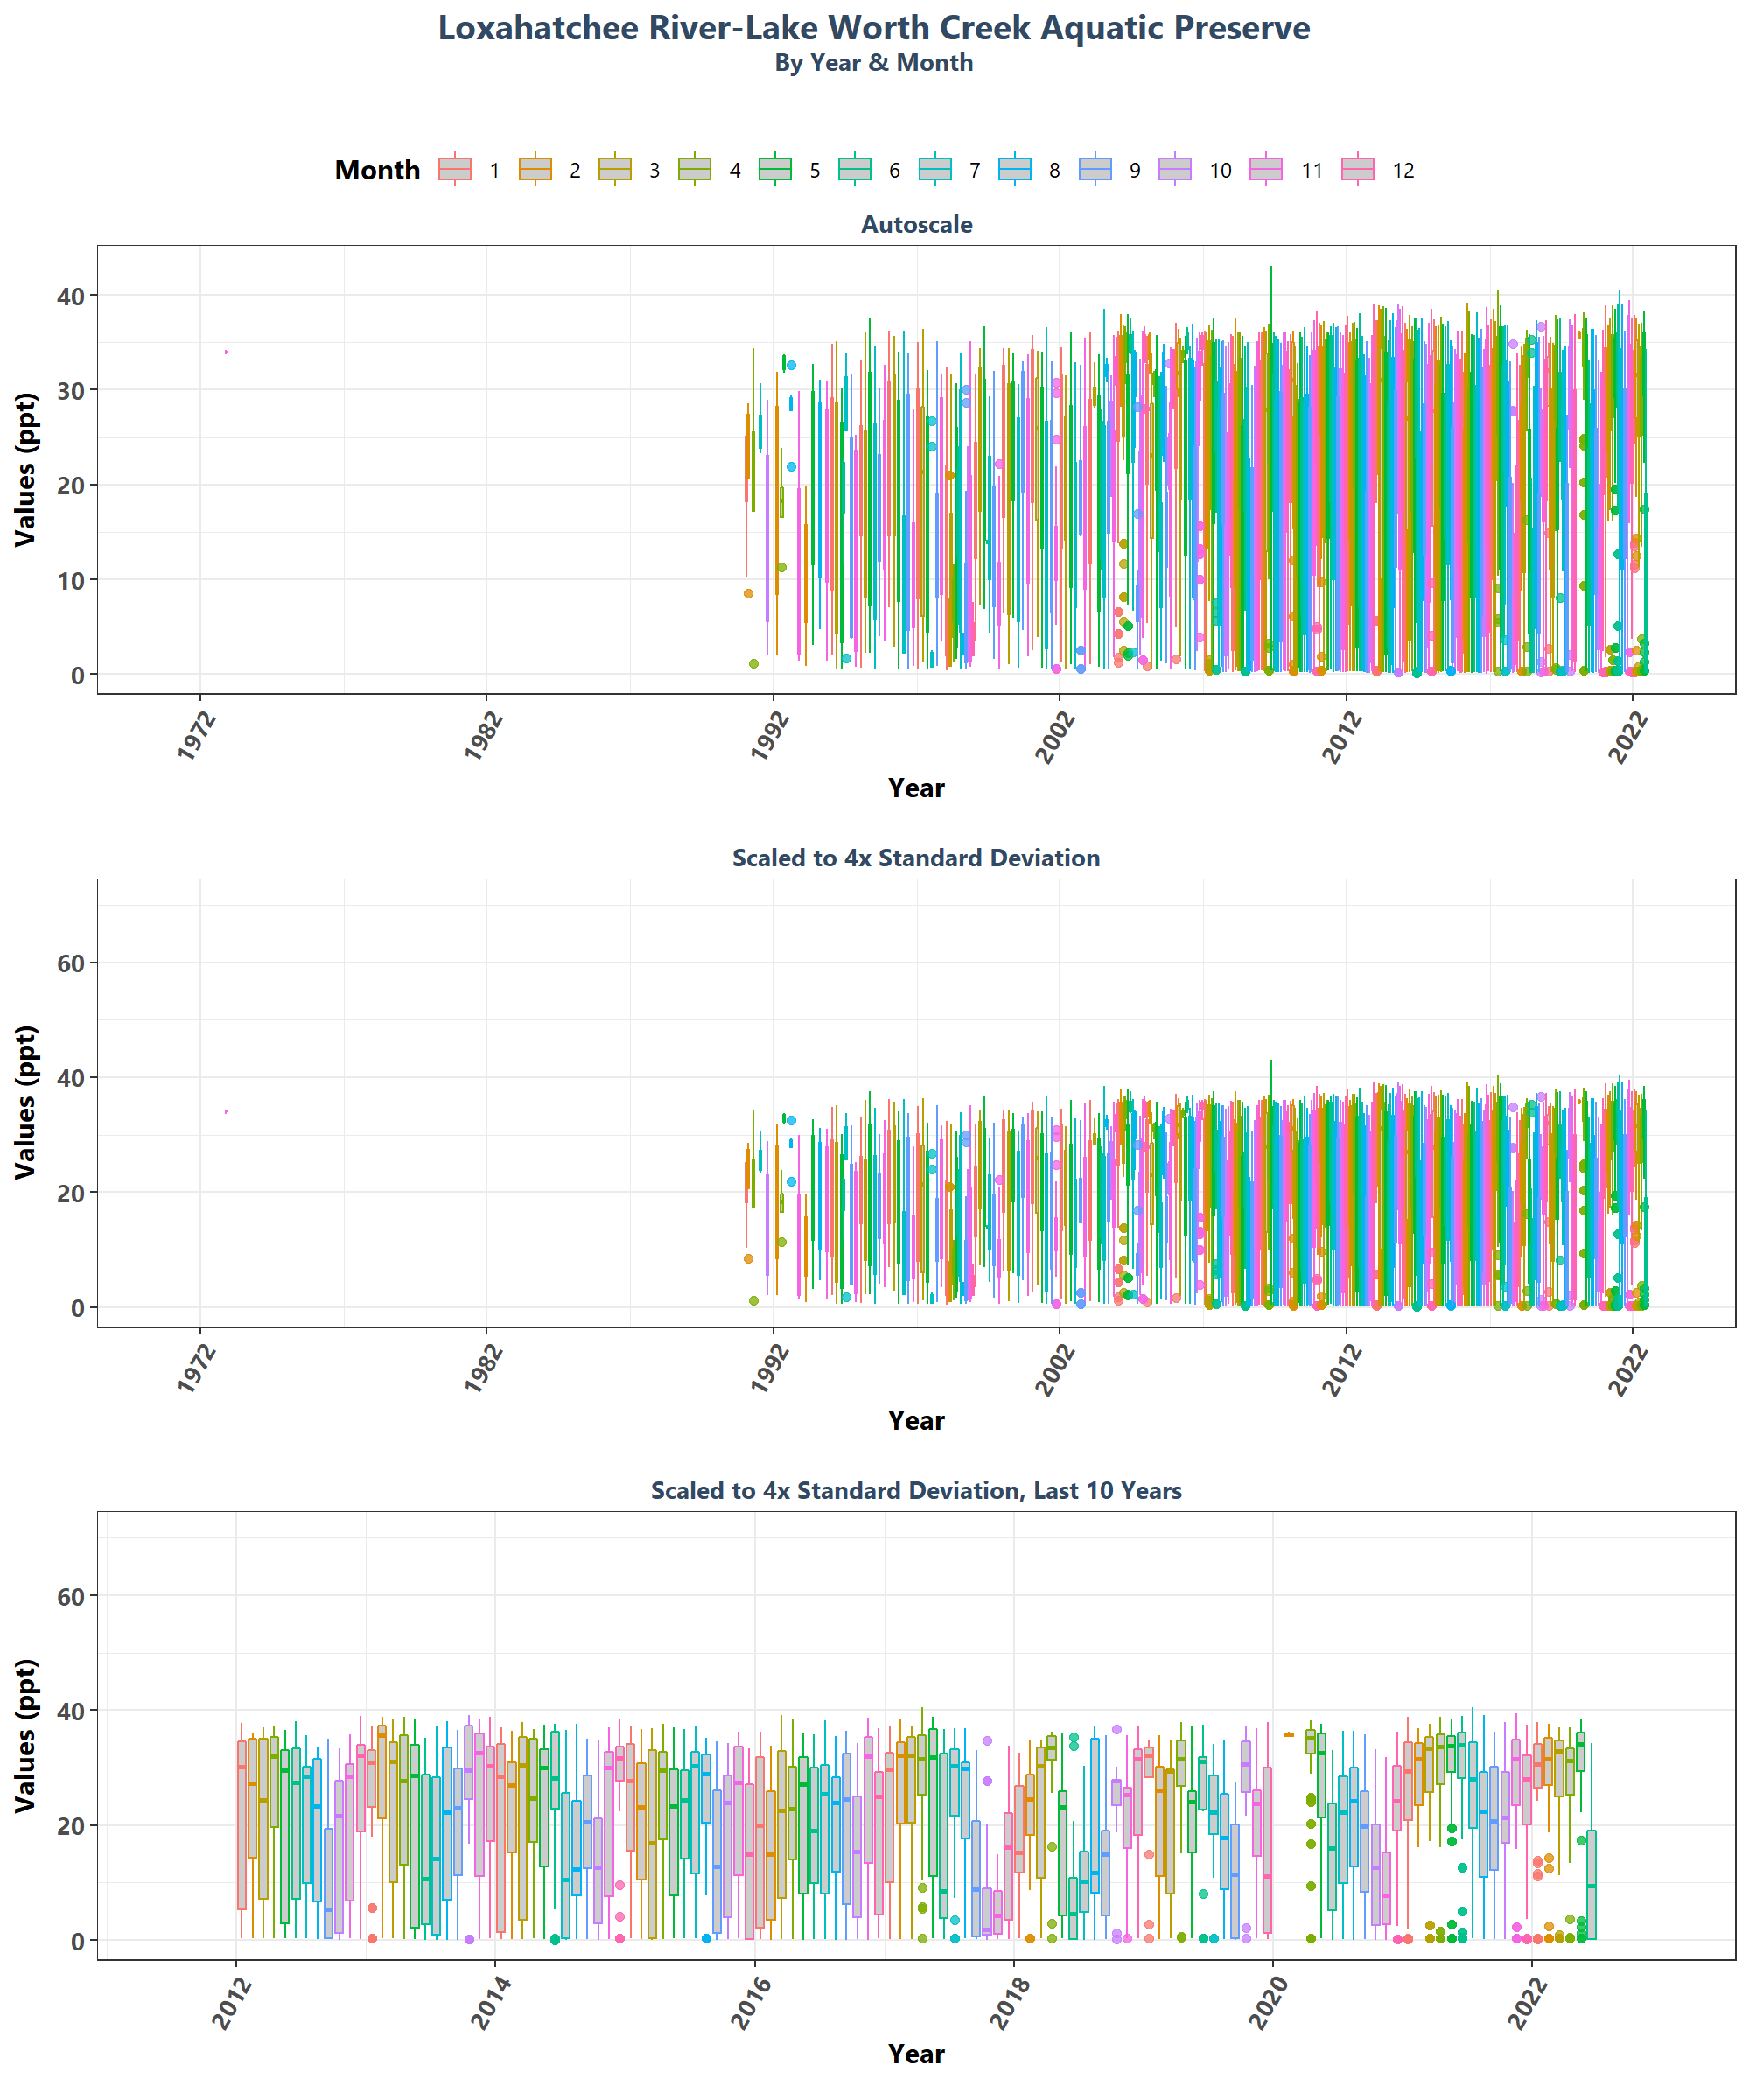 Loxahatchee River-Lake Worth Creek Aquatic Preserve
By Year & Month
Month 1 2 3 4 5 6 7 8 9 10 11 12
Autoscale
Values (ppt)
40
30
20
10
0
1972 1982 1992 2002 2012 2022
Year
Scaled to 4x Standard Deviation
Values (ppt)
60
40
20
0
1972 1982 1992 2002 2012 2022
Year
Scaled to 4x Standard Deviation, Last 10 Years
Values (ppt)
60
40
20
0
2012 2014 2016 2018 2020 2022
Year